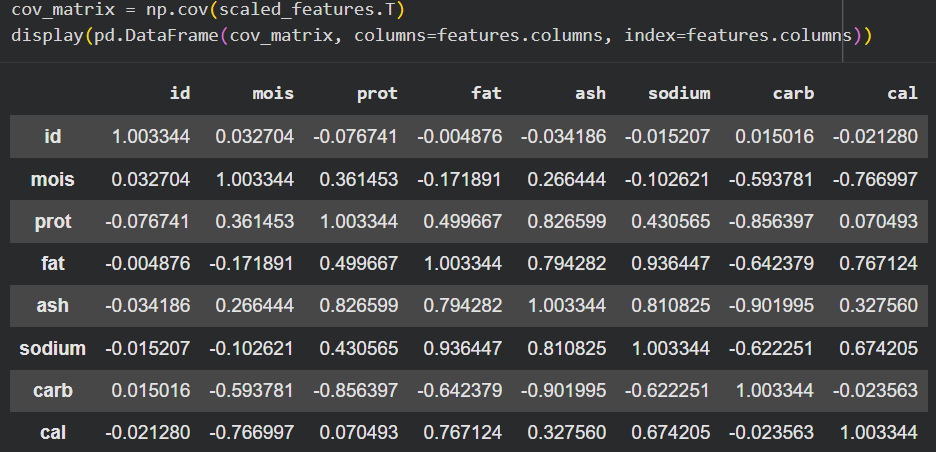 cov_matrix = np.cov(scaled_features.T)
display(pd.DataFrame(cov_matrix, columns=features.columns, index=features.columns))
id mois prot fat ash sodium carb cal
id 1.003344 0.032704 -0.076741 -0.004876 -0.034186 -0.015207 0.015016 -0.021280
mois 0.032704 1.003344 0.361453 -0.171891 0.266444 -0.102621 -0.593781 -0.766997
prot -0.076741 0.361453 1.003344 0.499667 0.826599 0.430565 -0.856397 0.070493
fat -0.004876 -0.171891 0.499667 1.003344 0.794282 0.936447 -0.642379 0.767124
ash -0.034186 0.266444 0.826599 0.794282 1.003344 0.810825 -0.901995 0.327560
sodium -0.015207 -0.102621 0.430565 0.936447 0.810825 1.003344 -0.622251 0.674205
carb 0.015016 -0.593781 -0.856397 -0.642379 -0.901995 -0.622251 1.003344 -0.023563
cal -0.021280 -0.766997 0.070493 0.767124 0.327560 0.674205 -0.023563 1.003344